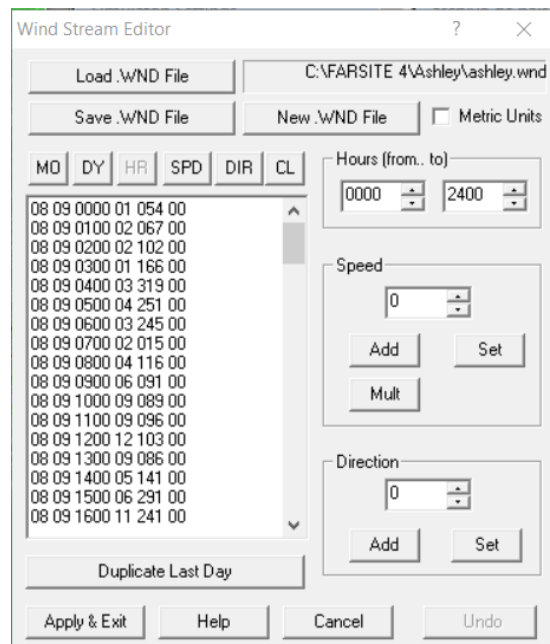 Wind Stream Editor ?
Load .WND File C:\FARSITE 4\Ashley\ashley.wnd
Save .WND File New .WND File Metric Units
MO DY HR SPD DIR CL
Hours (from.. to)
0000 2400
08 09 0000 01 054 00
08 09 0100 02 067 00
08 09 0200 02 102 00
08 09 0300 01 166 00
08 09 0400 03 319 00
08 09 0500 04 251 00
08 09 0600 03 245 00
08 09 0700 02 015 00
08 09 0800 04 116 00
08 09 0900 06 091 00
08 09 1000 09 089 00
08 09 1100 09 096 00
08 09 1200 12 103 00
08 09 1300 09 086 00
08 09 1400 05 141 00
08 09 1500 06 291 00
08 09 1600 11 241 00
Speed
0
Add Set
Mult
Direction
0
Add Set
Duplicate Last Day
Apply & Exit Help Cancel Undo